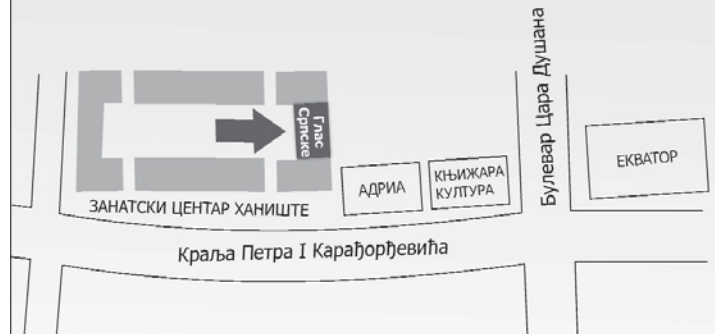 Глас
Српске
ЗАНАТСКИ ЦЕНТАР ХАНИШТЕ
АДРИА
КЊИЖАРА
КУЛТУРА
Булевар Цара Душана
ЕКВАТОР
Краља Петра I Карађорђевића